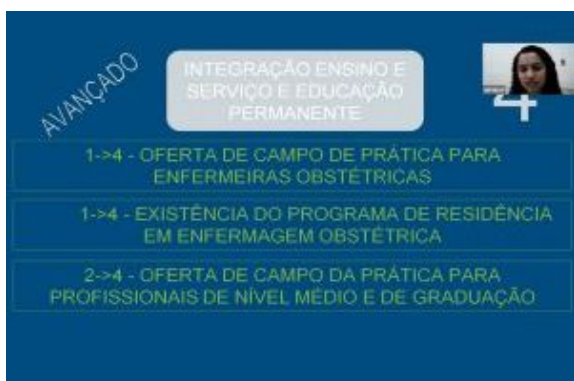 AVANÇADO
INTEGRAÇÃO ENSINO E
SERVIÇO E EDUCAÇÃO
PERMANENTE
4
1->4 - OFERTA DE CAMPO DE PRÁTICA PARA
ENFERMEIRAS OBSTÉTRICAS
1->4 - EXISTÊNCIA DO PROGRAMA DE RESIDÊNCIA
EM ENFERMAGEM OBSTÉTRICA
2->4 - OFERTA DE CAMPO DA PRÁTICA PARA
PROFISSIONAIS DE NÍVEL MÉDIO E DE GRADUAÇÃO